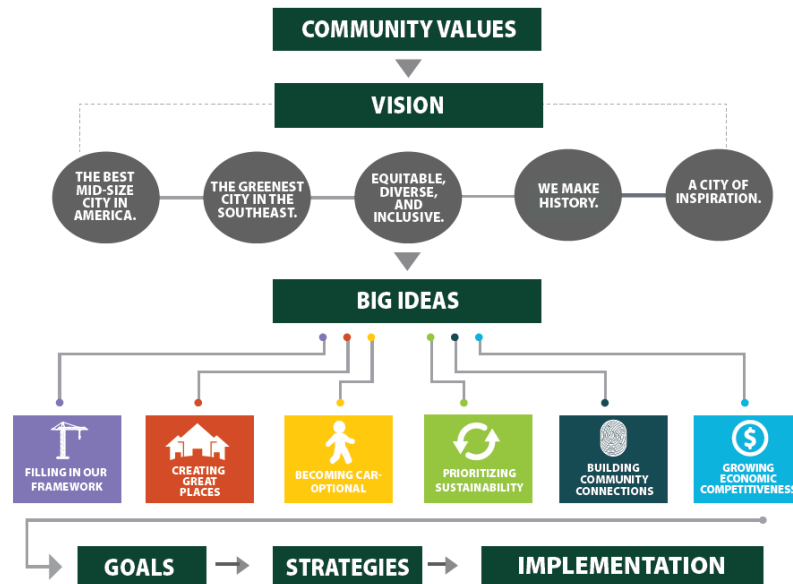 COMMUNITY VALUES
VISION
THE BEST
MID-SIZE
CITY IN
AMERICA.
THE GREENEST
CITY IN THE
SOUTHEAST.
EQUITABLE,
DIVERSE,
AND
INCLUSIVE.
WE MAKE
HISTORY.
A CITY OF
INSPIRATION.
BIG IDEAS
FILLING IN OUR
FRAMEWORK
CREATING
GREAT
PLACES
BECOMING CAR-
OPTIONAL
PRIORITIZING
SUSTAINABILITY
BUILDING
COMMUNITY
CONNECTIONS
$
GROWING
ECONOMIC
COMPETITIVENESS
GOALS
STRATEGIES
IMPLEMENTATION